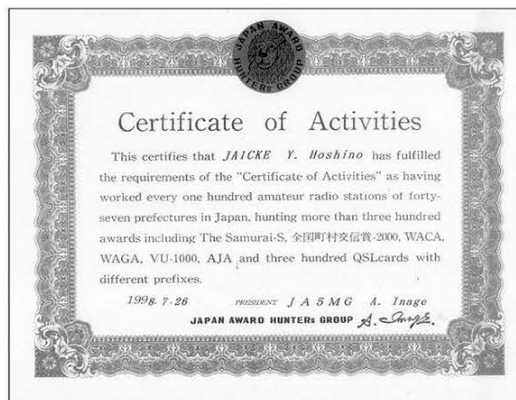 JAPAN AWARD
HUNTERS GROUP
Certificate of Activities
This certifies that JAICKE Y. Hoshino has fulfilled
the requirements of the "Certificate of Activities" as having
worked every one hundred amateur radio stations of forty-
seven prefectures in Japan, hunting more than three hundred
awards including The Samurai-S, 全国町村交信賞-2000, WACA,
WAGA, VU-1000, AJA and three hundred QSLcards with
different prefixes.
1998.7.26 PRESIDENT JA5MG A. Inage
JAPAN AWARD HUNTERs GROUP